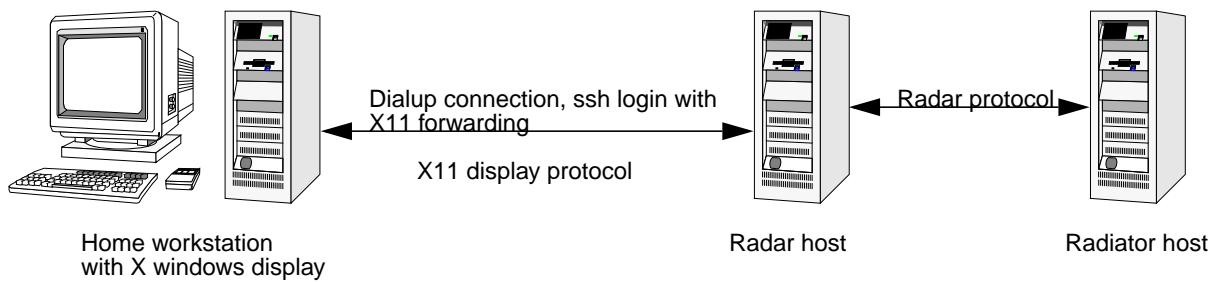 Dialup connection, ssh login with
X11 forwarding
X11 display protocol
Radar protocol
Home workstation
with X windows display
Radar host
Radiator host